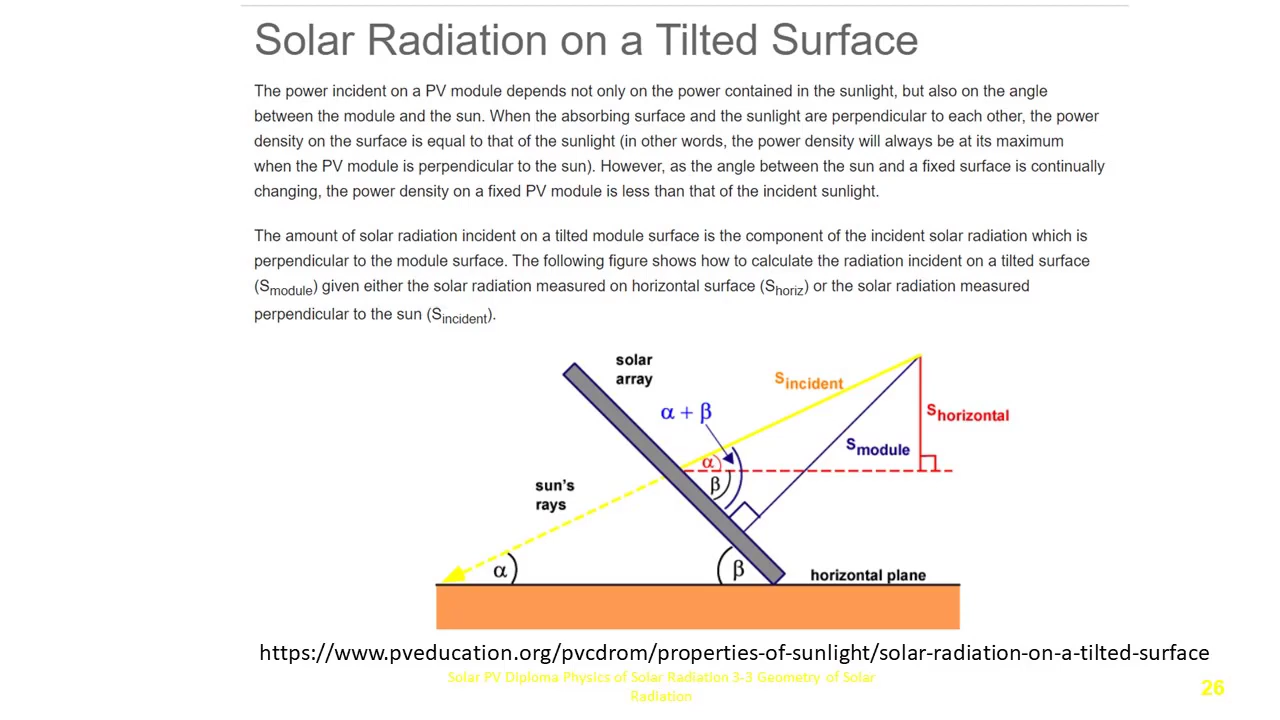 Solar Radiation on a Tilted Surface
The power incident on a PV module depends not only on the power contained in the sunlight, but also on the angle
between the module and the sun. When the absorbing surface and the sunlight are perpendicular to each other, the power
density on the surface is equal to that of the sunlight (in other words, the power density will always be at its maximum
when the PV module is perpendicular to the sun). However, as the angle between the sun and a fixed surface is continually
changing, the power density on a fixed PV module is less than that of the incident sunlight.
The amount of solar radiation incident on a tilted module surface is the component of the incident solar radiation which is
perpendicular to the module surface. The following figure shows how to calculate the radiation incident on a tilted surface
(Smodule) given either the solar radiation measured on horizontal surface (Shoriz) or the solar radiation measured
perpendicular to the sun (Sincident).
solar
array
Sincident
α + β
Shorizontal
Smodule
α
β
sun's
rays
α
β
horizontal plane
https://www.pveducation.org/pvcdrom/properties-of-sunlight/solar-radiation-on-a-tilted-surface
Solar PV Diploma Physics of Solar Radiation 3-3 Geometry of Solar
Radiation
26